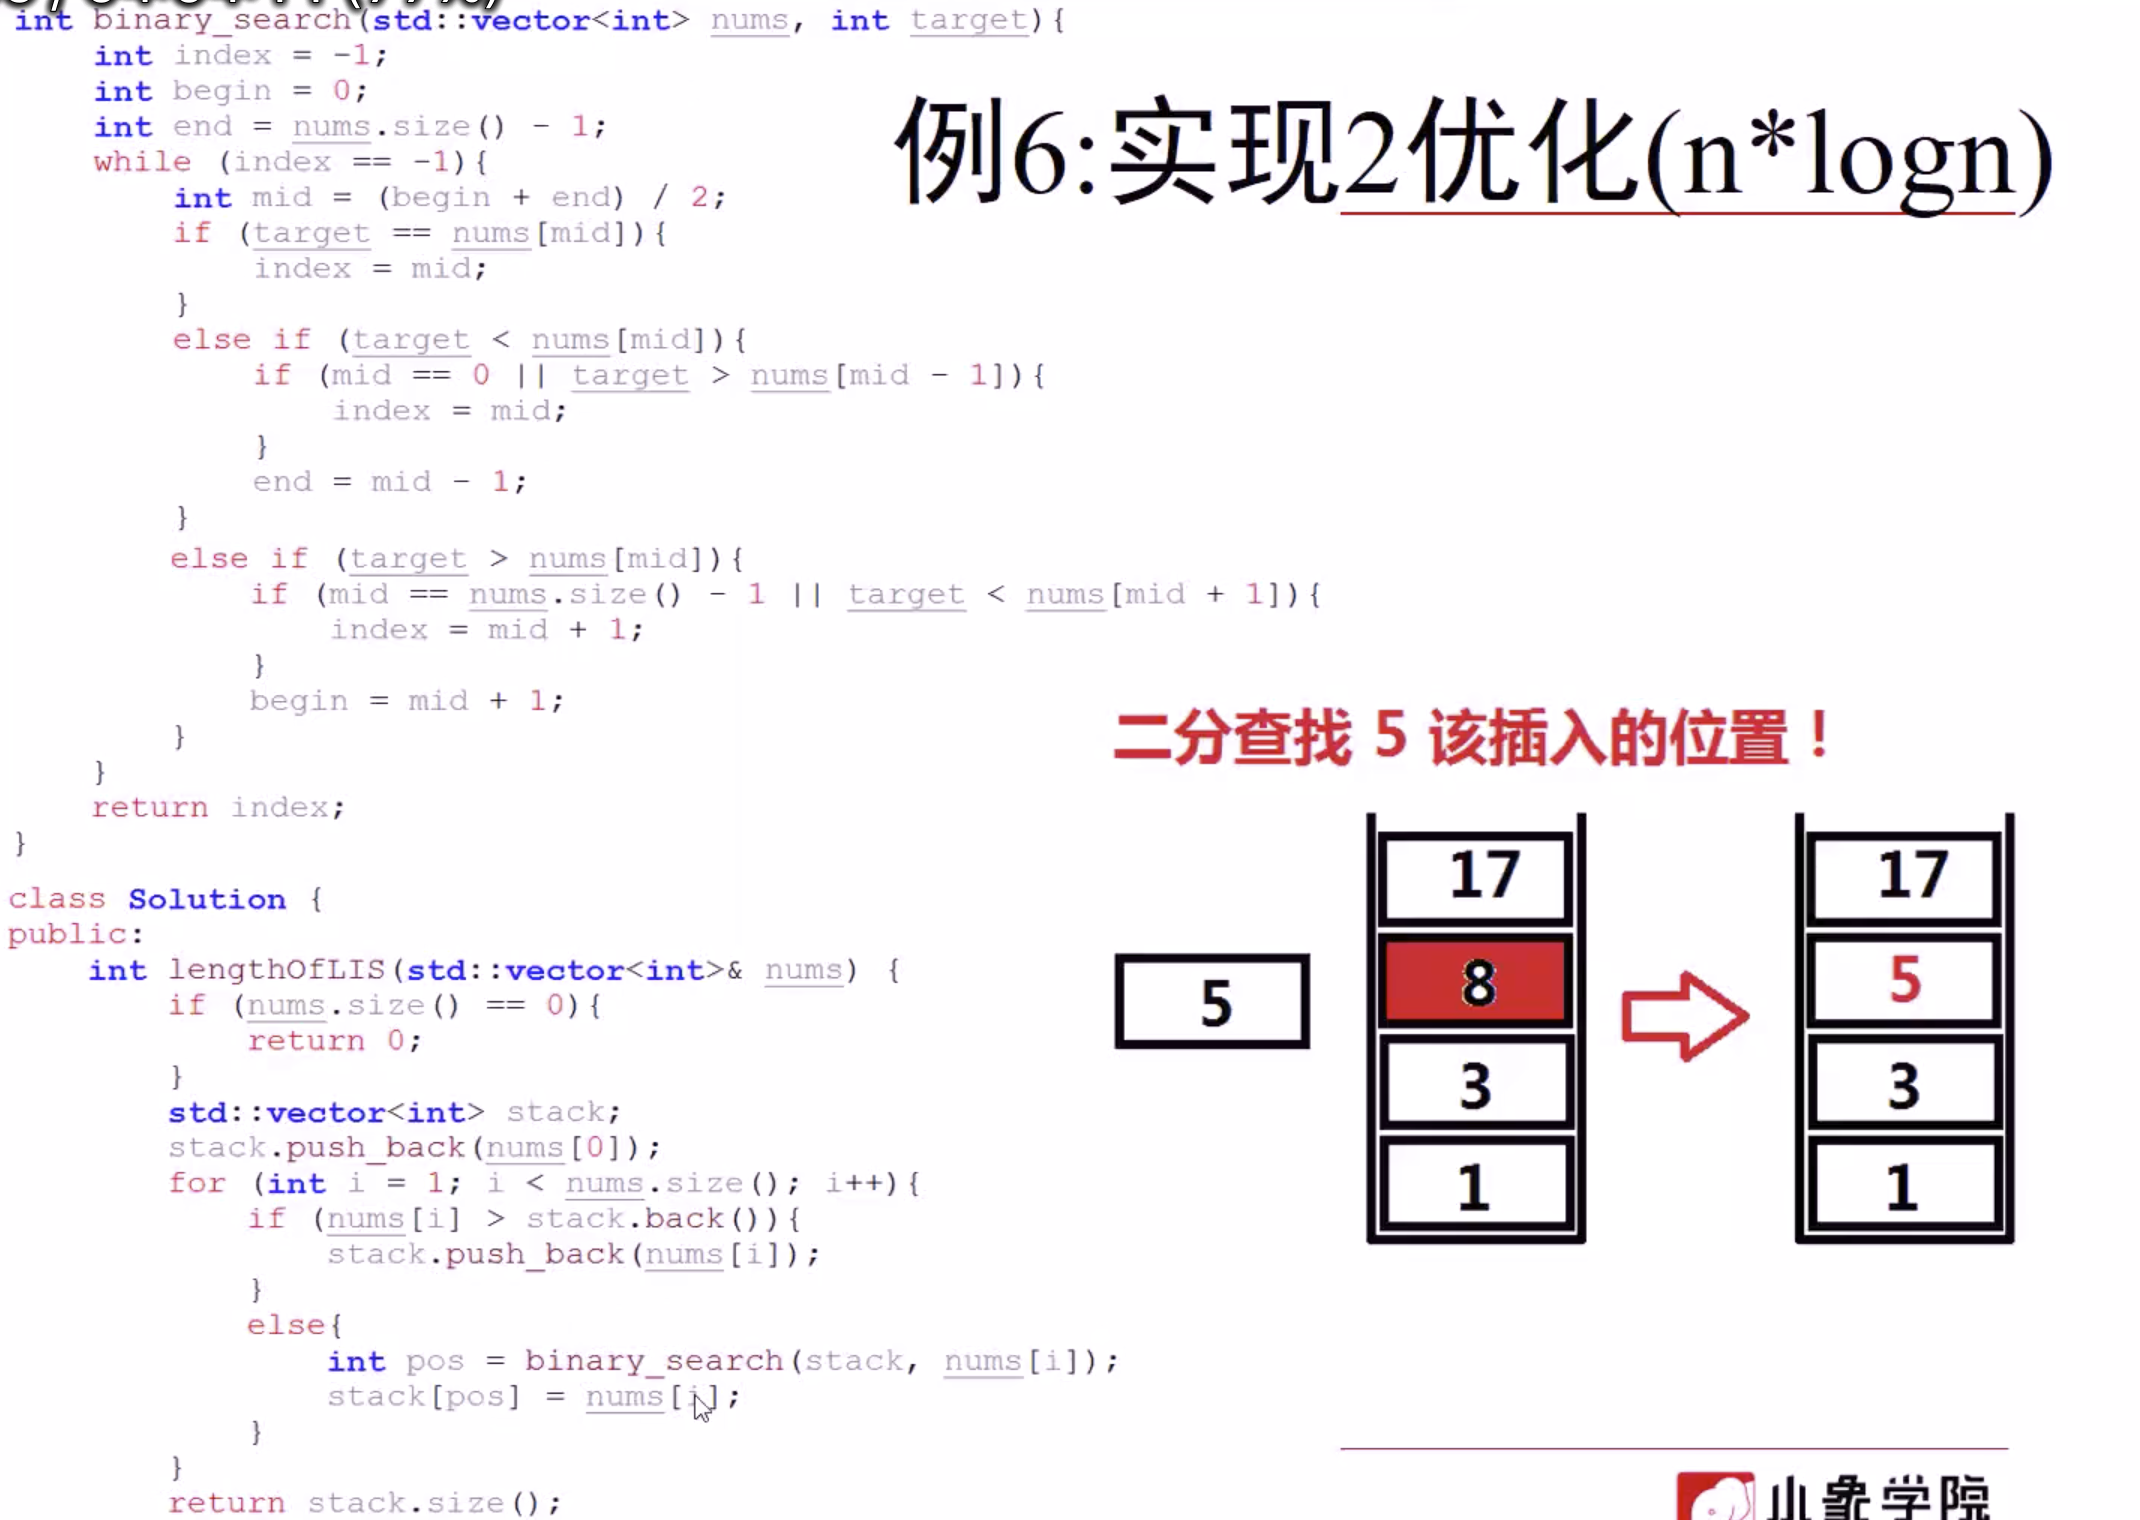 int binary_search(std::vector<int> nums, int target){
int index = -1;
int begin = 0;
int end = nums.size() - 1;
while (index == -1){
int mid = (begin + end) / 2;
if (target == nums[mid]){
index = mid;
}
else if (target < nums[mid]){
if (mid == 0 || target > nums[mid - 1]){
index = mid;
}
end = mid - 1;
}
else if (target > nums[mid]){
if (mid == nums.size() - 1 || target < nums[mid + 1]){
index = mid + 1;
}
begin = mid + 1;
}
}
return index;
}
class Solution {
public:
int lengthOfLIS(std::vector<int>& nums) {
if (nums.size() == 0){
return 0;
}
std::vector<int> stack;
stack.push_back(nums[0]);
for (int i = 1; i < nums.size(); i++){
if (nums[i] > stack.back()){
stack.push_back(nums[i]);
}
else{
int pos = binary_search(stack, nums[i]);
stack[pos] = nums[i];
}
}
return stack.size();
例6:实现2优化(n*logn)
二分查找 5 该插入的位置！
5
17
8
3
1
17
5
3
1
小象学院